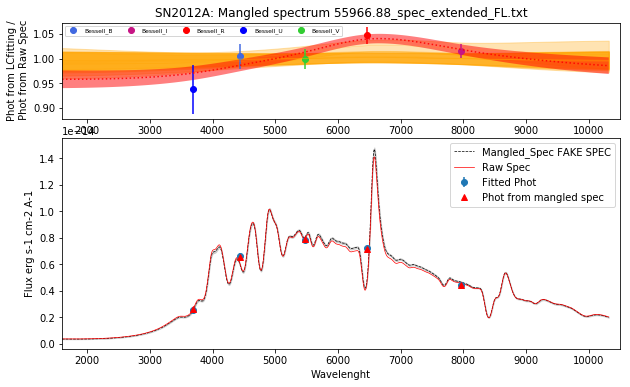 SN2012A: Mangled spectrum 55966.88_spec_extended_FL.txt
Phot from LCfitting /
Phot from Raw Spec
Bessell_B Bessell_I Bessell_R Bessell_U Bessell_V
1.05
1.00
0.95
0.90
2000 3000 4000 5000 6000 7000 8000 9000 10000
1e−14
Flux erg s-1 cm-2 A-1
1.4
1.2
1.0
0.8
0.6
0.4
0.2
0.0
Mangled_Spec FAKE SPEC
Raw Spec
Fitted Phot
Phot from mangled spec
2000 3000 4000 5000 6000 7000 8000 9000 10000
Wavelenght